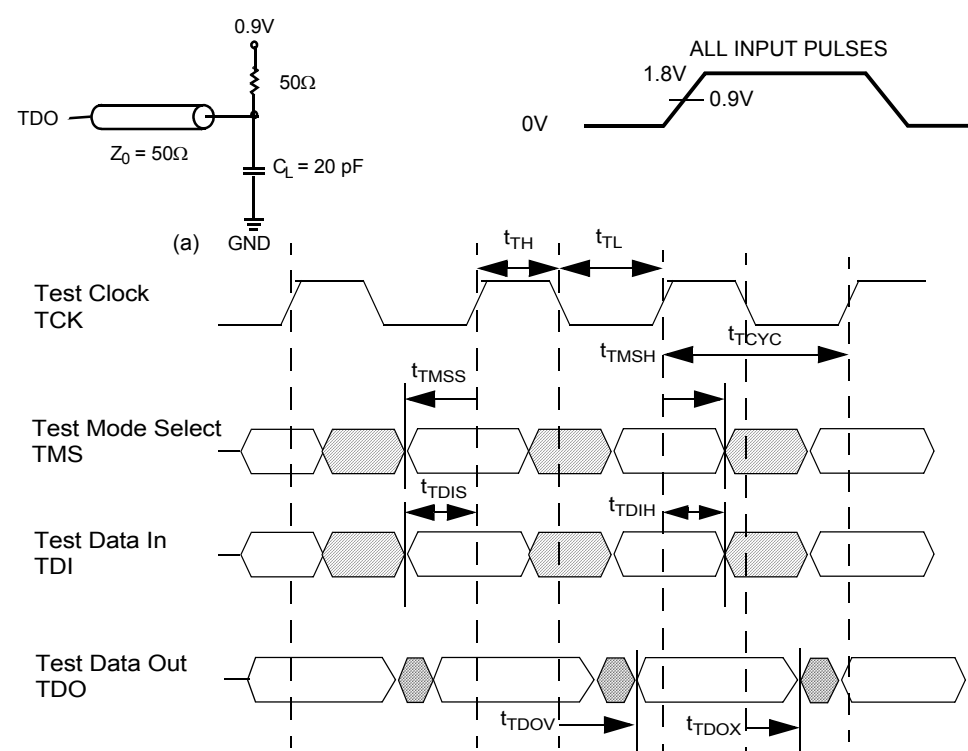 0.9V
50Ω
TDO
Z0 = 50Ω
CL = 20 pF
(a) GND
ALL INPUT PULSES
1.8V
0.9V
0V
tTH
tTL
Test Clock
TCK
tTCYC
tTMSH
tTMSS
Test Mode Select
TMS
tTDIS
tTDIH
Test Data In
TDI
Test Data Out
TDO
tTDOV
tTDOX